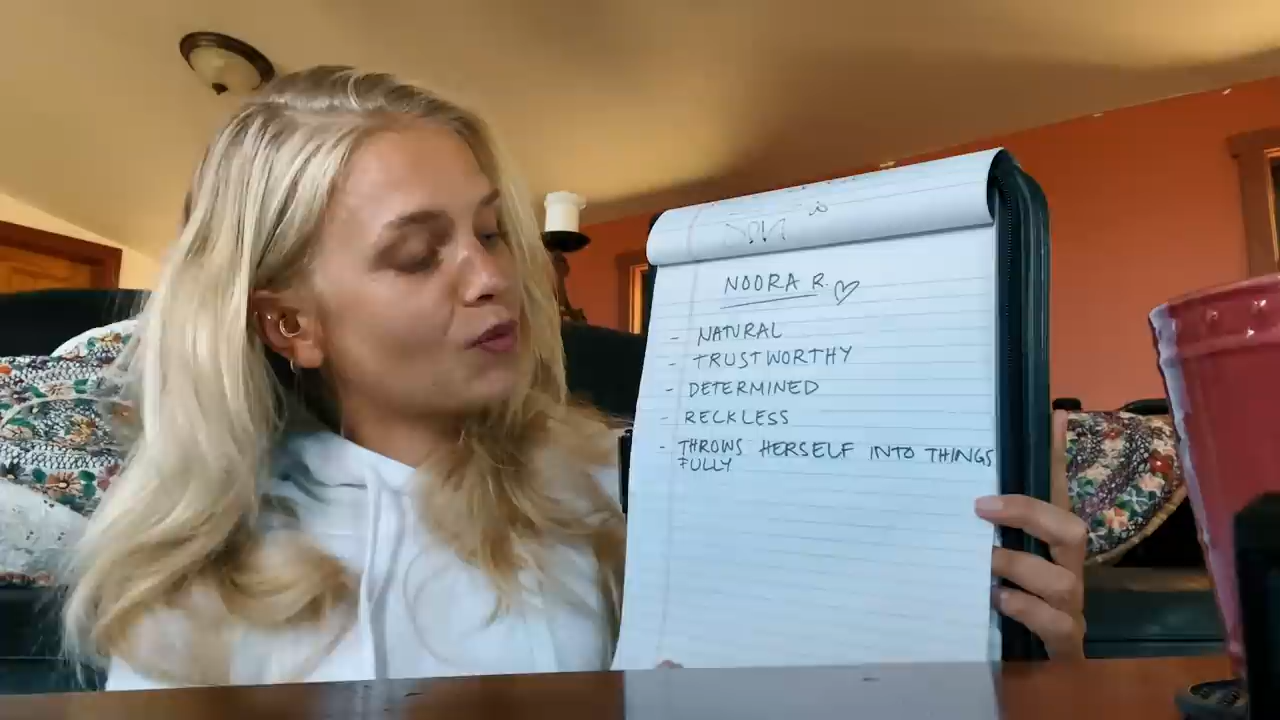 NOORA R. ♡
- NATURAL
- TRUSTWORTHY
- DETERMINED
- RECKLESS
- THROWS HERSELF INTO THINGS
FULLY